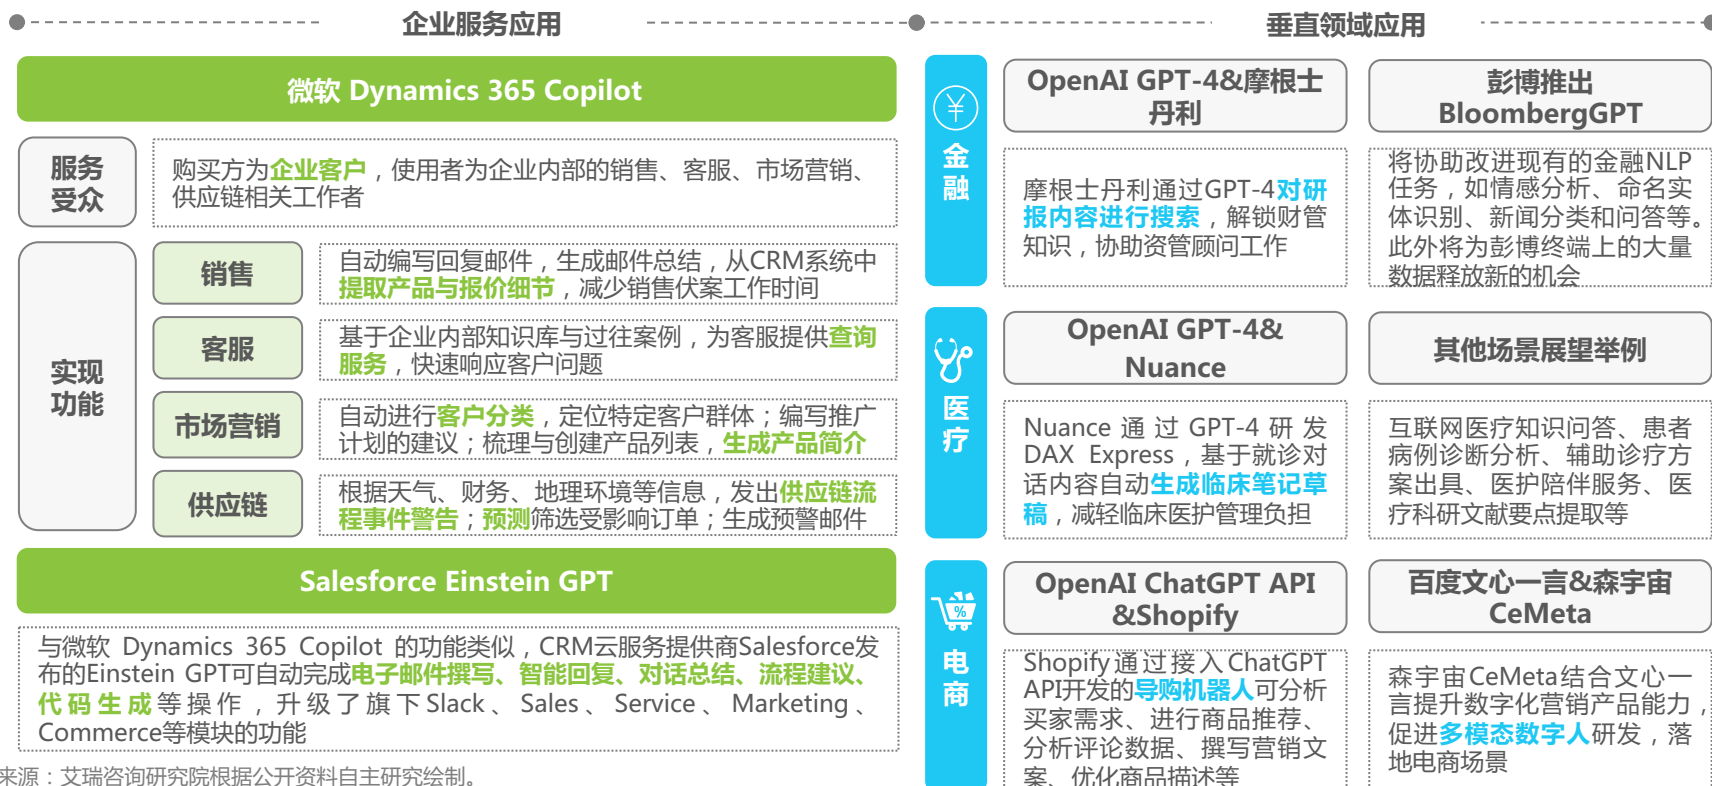 企业服务应用
微软 Dynamics 365 Copilot
服务
受众
购买方为企业客户，使用者为企业内部的销售、客服、市场营销、
供应链相关工作者
实现
功能
销售
自动编写回复邮件，生成邮件总结，从CRM系统中
提取产品与报价细节，减少销售伏案工作时间
客服
基于企业内部知识库与过往案例，为客服提供查询
服务，快速响应客户问题
市场营销
自动进行客户分类，定位特定客户群体；编写推广
计划的建议；梳理与创建产品列表，生成产品简介
供应链
根据天气、财务、地理环境等信息，发出供应链流
程事件警告；预测筛选受影响订单；生成预警邮件
Salesforce Einstein GPT
与微软 Dynamics 365 Copilot 的功能类似，CRM云服务提供商Salesforce发
布的Einstein GPT可自动完成电子邮件撰写、智能回复、对话总结、流程建议、
代码生成等操作，升级了旗下Slack、Sales、Service、Marketing、
Commerce等模块的功能
来源：艾瑞咨询研究院根据公开资料自主研究绘制。
垂直领域应用
金
融
OpenAI GPT-4&摩根士
丹利
摩根士丹利通过GPT-4对研
报内容进行搜索，解锁财管
知识，协助资管顾问工作
彭博推出
BloombergGPT
将协助改进现有的金融NLP
任务，如情感分析、命名实
体识别、新闻分类和问答等。
此外将为彭博终端上的大量
数据释放新的机会
医
疗
OpenAI GPT-4&
Nuance
Nuance通过GPT-4研发
DAX Express，基于就诊对
话内容自动生成临床笔记草
稿，减轻临床医护管理负担
其他场景展望举例
互联网医疗知识问答、患者
病例诊断分析、辅助诊疗方
案出具、医护陪伴服务、医
疗科研文献要点提取等
%
电
商
OpenAI ChatGPT API
&Shopify
Shopify通过接入ChatGPT
API开发的导购机器人可分析
买家需求、进行商品推荐、
分析评论数据、撰写营销文
案、优化商品描述等
百度文心一言&森宇宙
CeMeta
森宇宙CeMeta结合文心一
言提升数字化营销产品能力，
促进多模态数字人研发，落
地电商场景